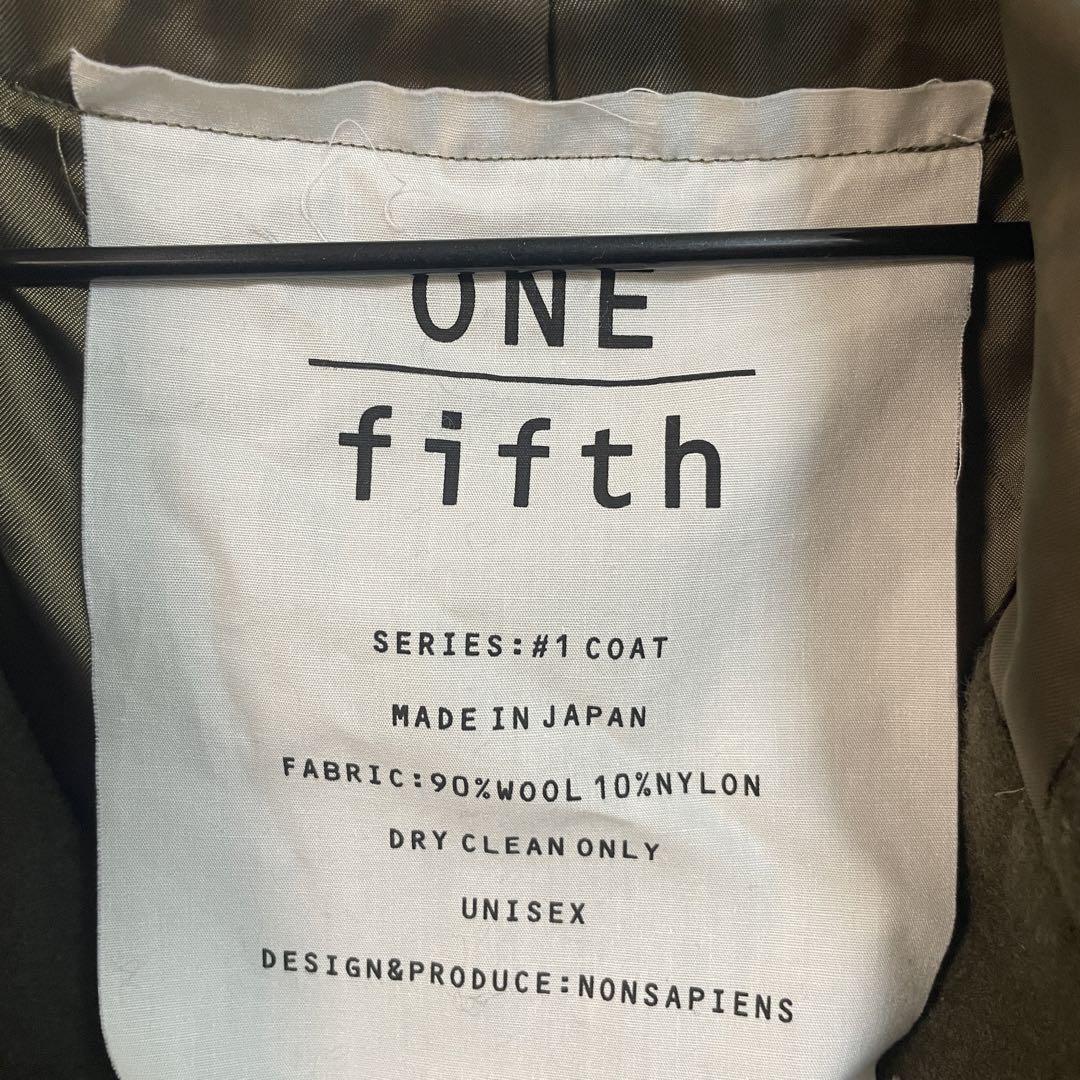 ONE
fifth
SERIES:#1 COAT
MADE IN JAPAN
FABRIC:90%WOOL 10%NYLON
DRY CLEAN ONLY
UNISEX
DESIGN&PRODUCE:NONSAPIENS